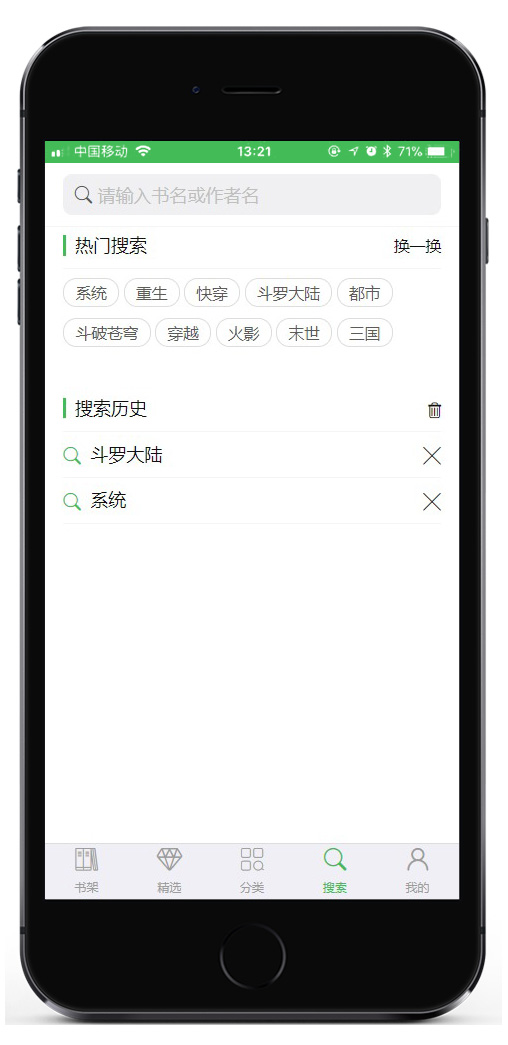 中国移动 13:21 71%
请输入书名或作者名
热门搜索 换一换
系统 重生 快穿 斗罗大陆 都市
斗破苍穹 穿越 火影 末世 三国
搜索历史
斗罗大陆
系统
书架 精选 分类 搜索 我的